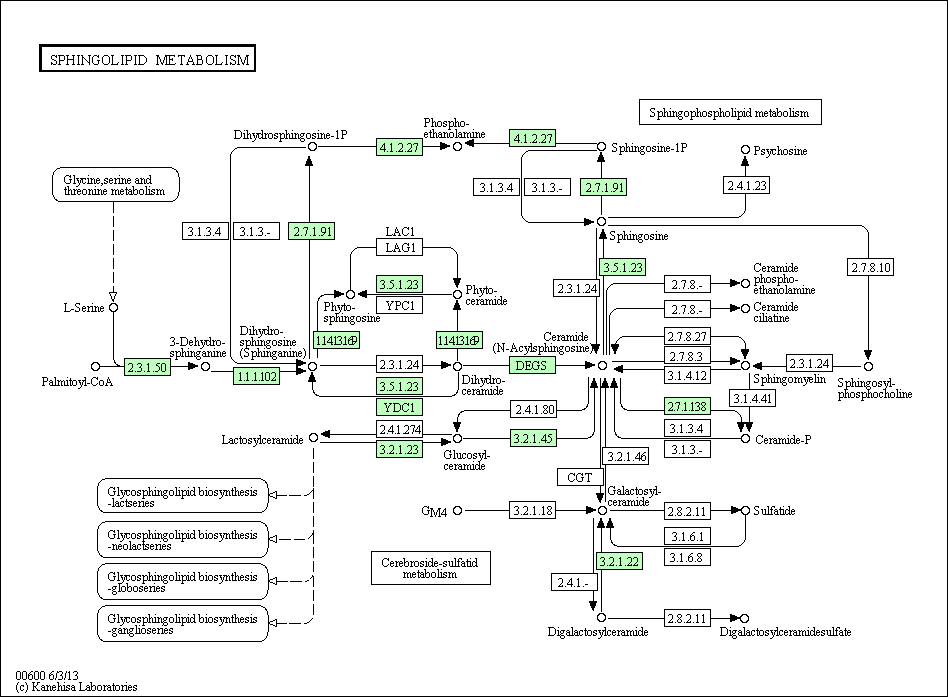 SPHINGOLIPID METABOLISM
Sphingophospholipid metabolism
Phospho-
ethanolamine
Dihydrosphingosine-1P
4.1.2.27
4.1.2.27
Sphingosine-1P
Psychosine
Glycine,serine and
threonine metabolism
3.1.3.4
3.1.3.-
2.7.1.91
2.4.1.23
3.1.3.4
3.1.3.-
2.7.1.91
LAC1
LAG1
Sphingosine
3.5.1.23
2.7.8.10
3.5.1.23
YPC1
Phyto-
sphingosine
Phyto-
ceramide
2.3.1.24
2.7.8.-
Ceramide
phospho-
ethanolamine
L-Serine
2.7.8.-
Ceramide
ciliatine
3-Dehydro-
sphinganine
Dihydro-
sphingosine
(Sphinganine)
1.14.13.169
1.14.13.169
Ceramide
(N-Acylsphingosine)
2.7.8.27
2.7.8.3
3.1.4.12
Palmitoyl-CoA
2.3.1.50
1.1.1.102
2.3.1.24
3.5.1.23
YDC1
Dihydro-
ceramide
DEGS
Sphingomyelin
2.3.1.24
Sphingosyl-
phosphocholine
2.4.1.80
2.7.1.138
3.1.3.4
3.1.3.-
3.1.4.41
Ceramide-P
Lactosylceramide
2.4.1.274
3.2.1.23
Glucosyl-
ceramide
3.2.1.45
3.2.1.46
CGT
Glycosphingolipid biosynthesis
-lactseries
Galactosyl-
ceramide
GM4
3.2.1.18
2.8.2.11
Sulfatide
Glycosphingolipid biosynthesis
-neolactseries
3.1.6.1
3.1.6.8
Cerebroside-sulfatid
metabolism
3.2.1.22
2.4.1.-
Glycosphingolipid biosynthesis
-globoseries
Glycosphingolipid biosynthesis
-ganglioseries
Digalactosylceramide
2.8.2.11
Digalactosylceramidesulfate
00600 6/3/13
(c) Kanehisa Laboratories